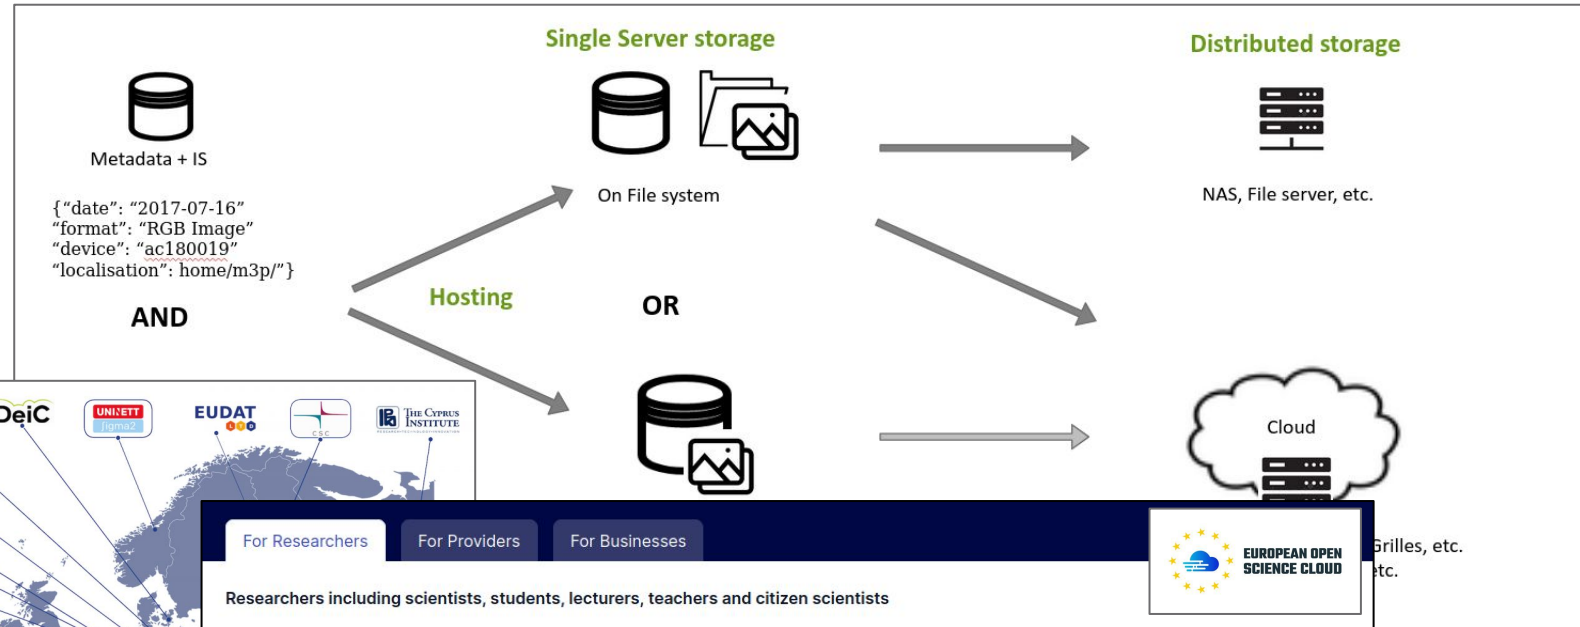 Single Server storage
Distributed storage
Metadata + IS
On File system
NAS, File server, etc.
{“date”: “2017-07-16”
“format”: “RGB Image”
“device”: “ac180019”
“localisation”: home/m3p/”}
AND
Hosting
OR
Cloud
DeiC
UNINETT
Sigma2
EUDAT
LTD
CSC
THE CYPRUS
INSTITUTE
For Researchers
For Providers
For Businesses
EUROPEAN OPEN
SCIENCE CLOUD
Grilles, etc.
etc.
Researchers including scientists, students, lecturers, teachers and citizen scientists